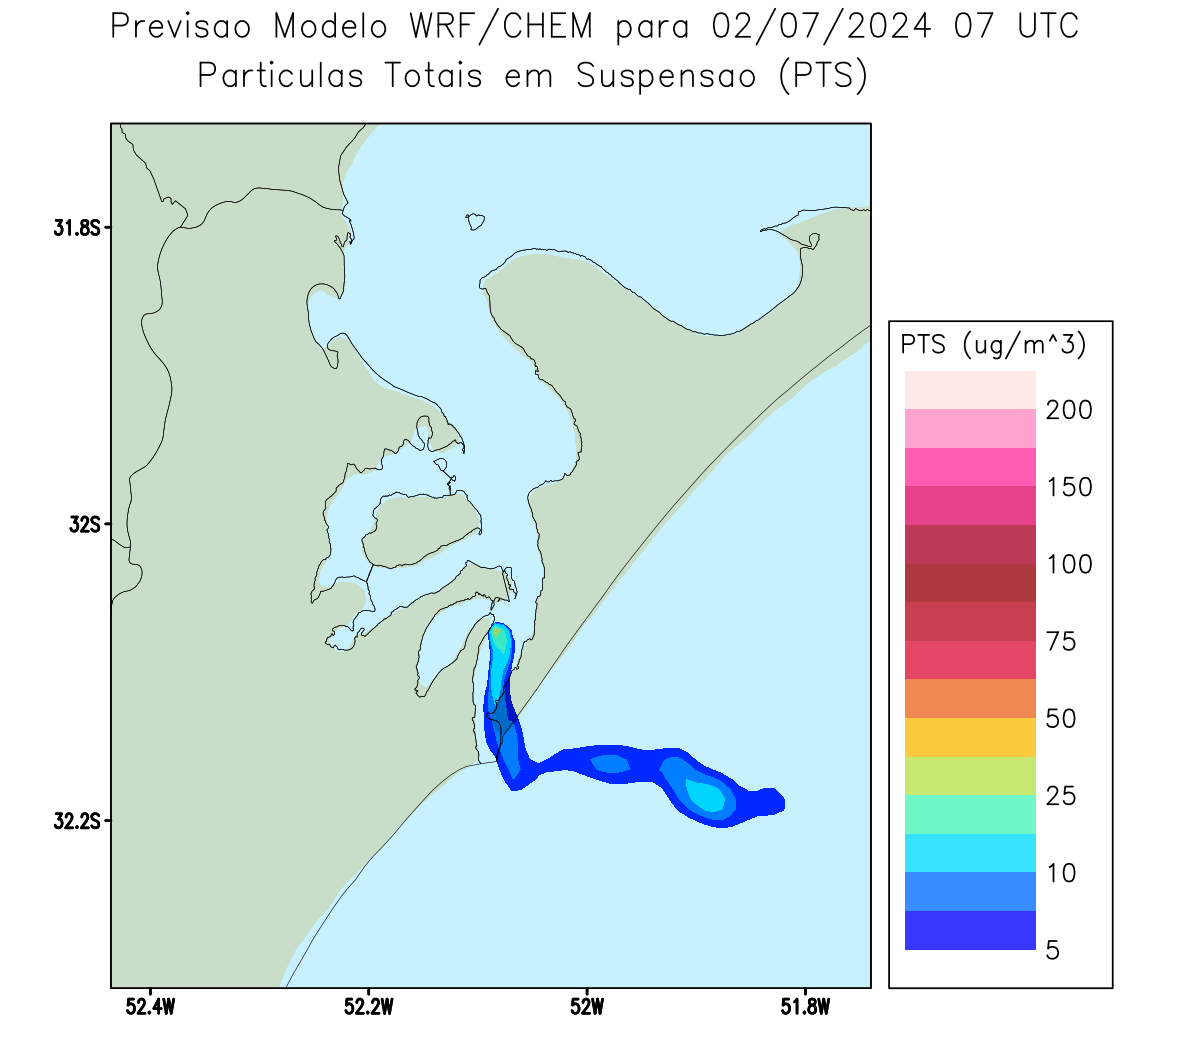 Previsao Modelo WRF/CHEM para 02/07/2024 07 UTC
Particulas Totais em Suspensao (PTS)
31.8S
32S
32.2S
52.4W
52.2W
52W
51.8W
PTS (ug/m^3)
200
150
100
75
50
25
10
5